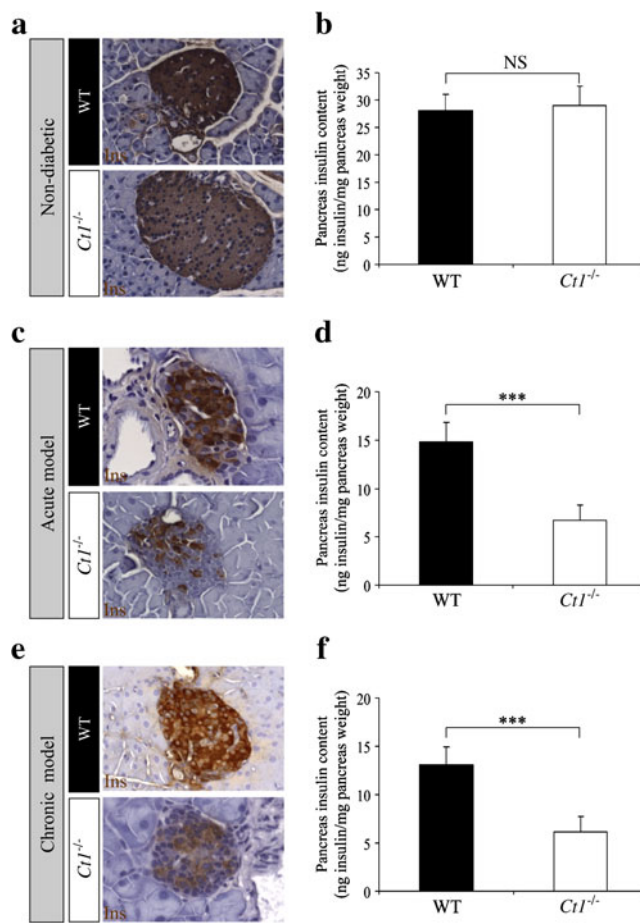 a
Non-diabetic
WT
Ins
Ct1-/-
Ins
b
Pancreas insulin content
(ng insulin/mg pancreas weight)
35
30
25
20
15
10
5
0
NS
WT
Ct1-/-
c
Acute model
WT
Ins
Ct1-/-
Ins
d
Pancreas insulin content
(ng insulin/mg pancreas weight)
20
15
10
5
0
***
WT
Ct1-/-
e
Chronic model
WT
Ins
Ct1-/-
Ins
f
Pancreas insulin content
(ng insulin/mg pancreas weight)
20
15
10
5
0
***
WT
Ct1-/-